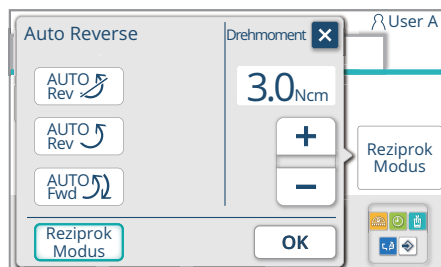 Auto Reverse
Drehmoment
User A
AUTO
Rev
3.0Ncm
AUTO
Rev
+
Reziprok
Modus
AUTO
Fwd
−
Reziprok
Modus
OK